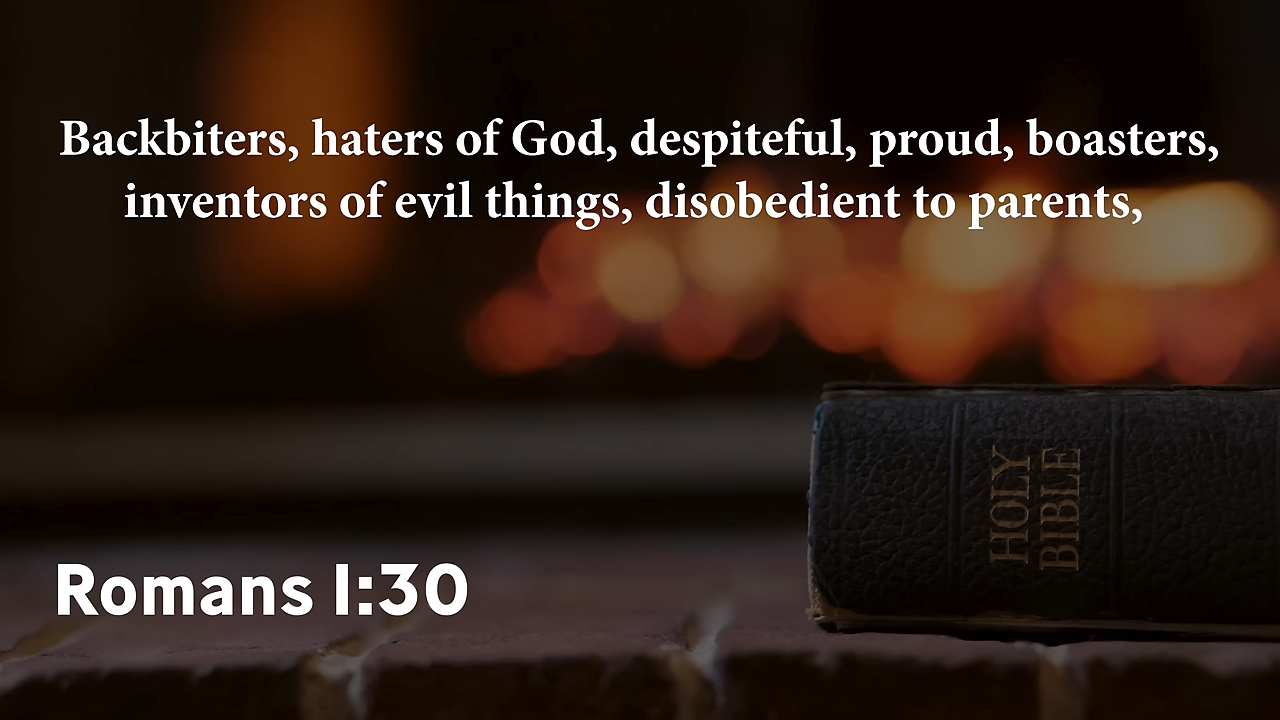 Backbiters, haters of God, despiteful, proud, boasters,
inventors of evil things, disobedient to parents,
HOLY
BIBLE
Romans 1:30